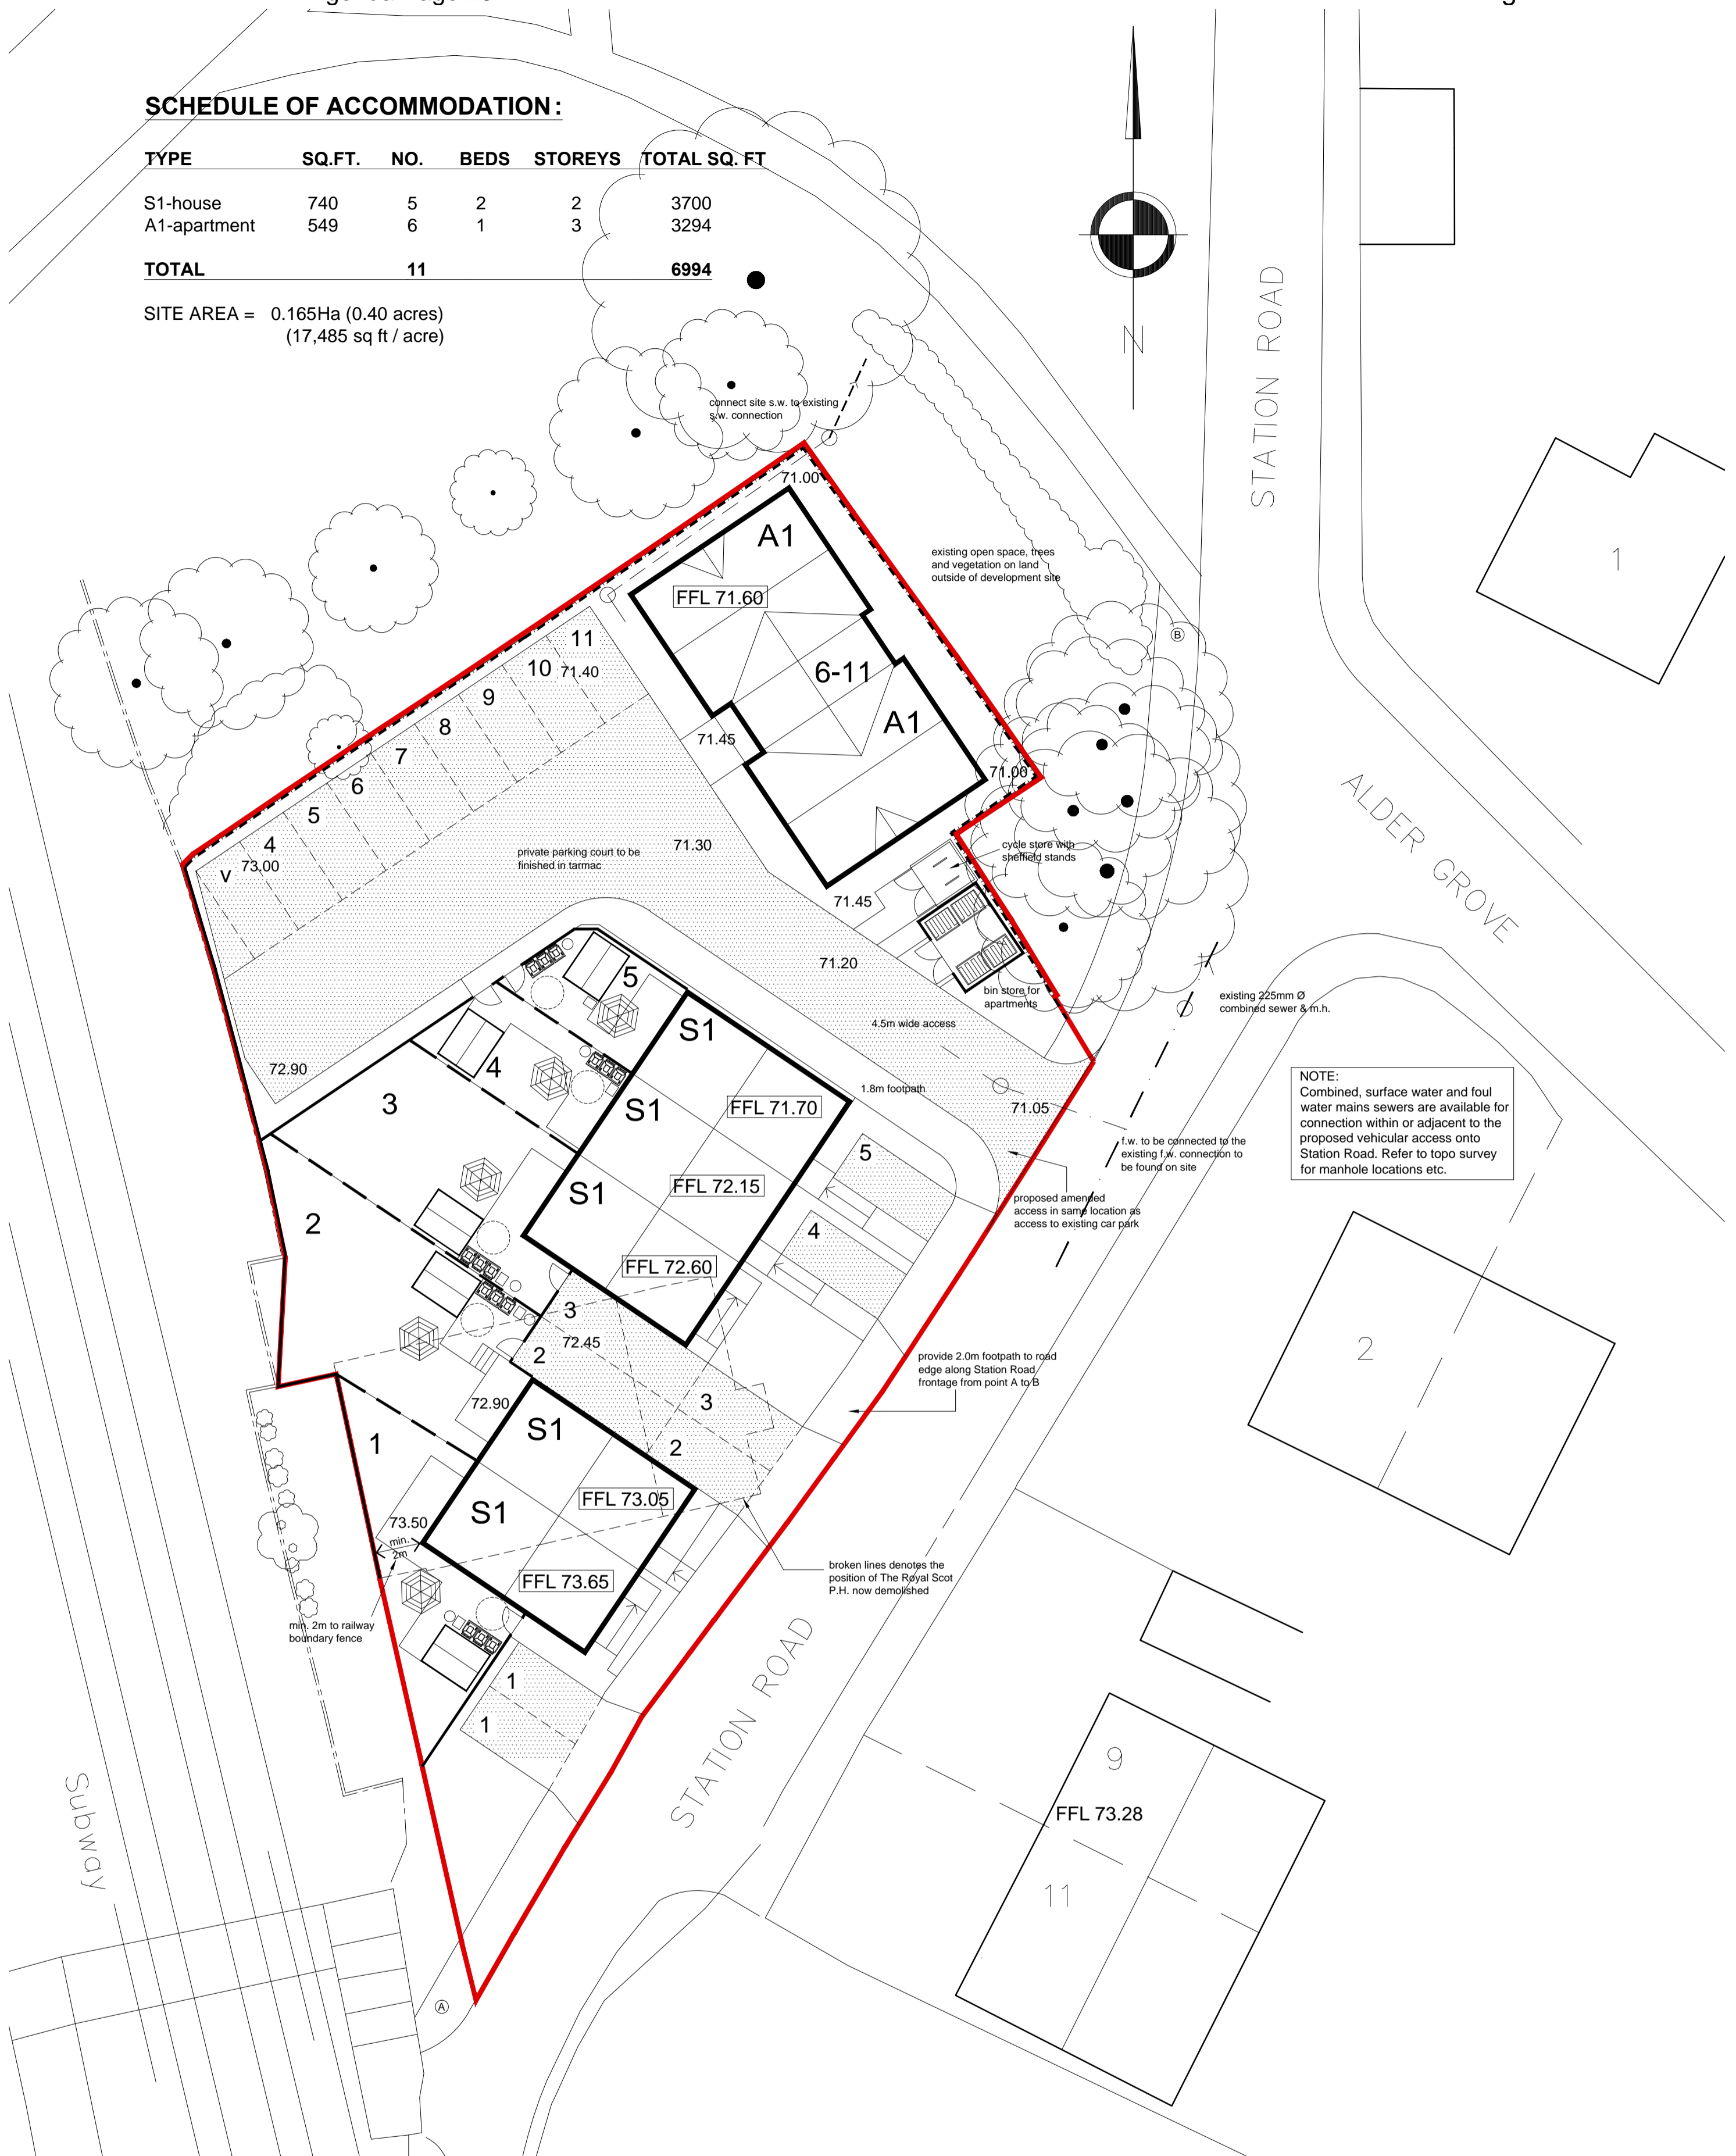 SCHEDULE OF ACCOMMODATION:
TYPE SQ.FT. NO. BEDS STOREYS TOTAL SQ. FT
S1-house 740 5 2 2 3700
A1-apartment 549 6 1 3 3294
TOTAL 11 6994
SITE AREA = 0.165Ha (0.40 acres)
(17,485 sq ft / acre)
N
STATION ROAD
1
connect site s.w. to existing
s.w. connection
71.00
A1
existing open space, trees
and vegetation on land
outside of development site
FFL 71.60
B
11
10
71.40
6-11
9
8
A1
7
71.45
6
71.00
5
4
73.00
v
private parking court to be
finished in tarmac
71.30
cycle store with
sheffield stands
ALDER GROVE
71.45
71.20
5
bin store for
apartments
existing 225mm Ø
combined sewer & m.h.
S1
4.5m wide access
72.90
4
1.8m footpath
3
S1
FFL 71.70
71.05
NOTE:
Combined, surface water and foul
water mains sewers are available for
connection within or adjacent to the
proposed vehicular access onto
Station Road. Refer to topo survey
for manhole locations etc.
f.w. to be connected to the
existing f.w. connection to
be found on site
5
S1
FFL 72.15
proposed amended
access in same location as
access to existing car park
2
4
FFL 72.60
3
72.45
2
provide 2.0m footpath to road
edge along Station Road
frontage from point A to B
2
72.90
3
S1
1
2
FFL 73.05
S1
73.50
min.
2m
FFL 73.65
broken lines denotes the
position of The Royal Scot
P.H. now demolished
min. 2m to railway
boundary fence
1
1
STATION ROAD
9
FFL 73.28
11
Subway
A